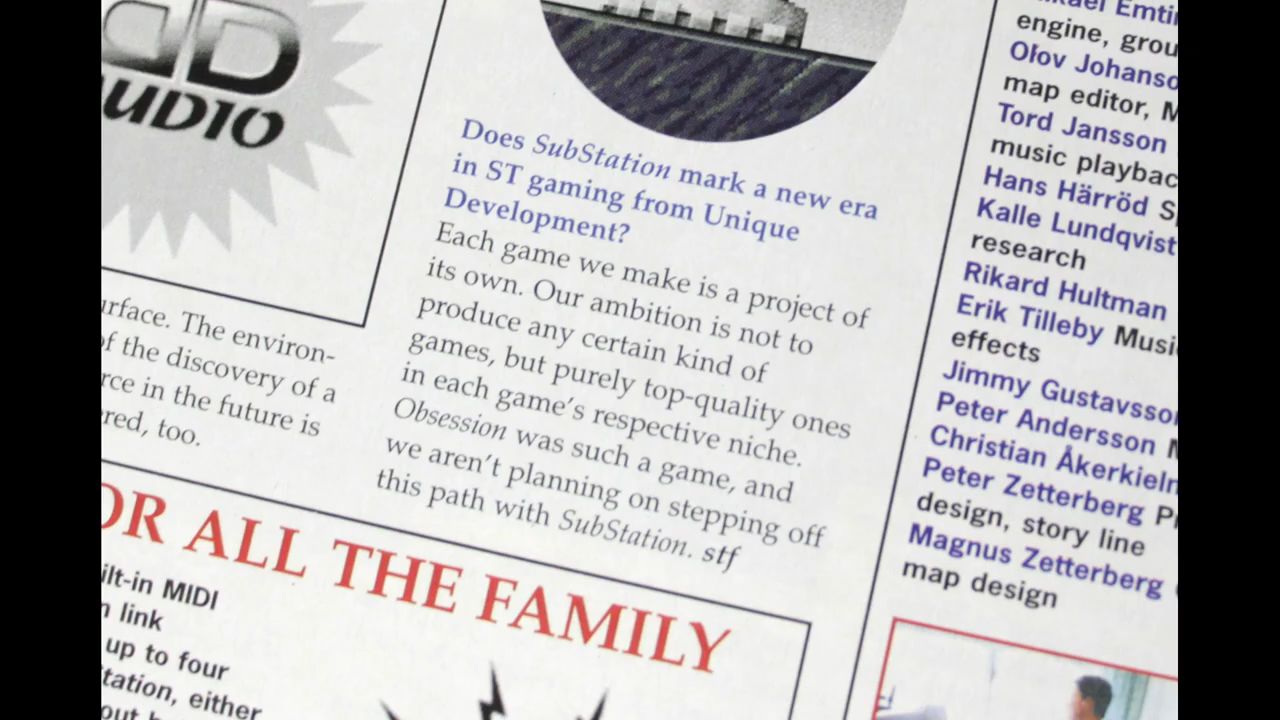 AUDIO
urface. The environ-
of the discovery of a
rce in the future is
red, too.
Does SubStation mark a new era
in ST gaming from Unique
Development?
Each game we make is a project of
its own. Our ambition is not to
produce any certain kind of
games, but purely top-quality ones
in each game's respective niche.
Obsession was such a game, and
we aren't planning on stepping off
this path with SubStation. stf
OR ALL THE FAMILY
ilt-in MIDI
n link
up to four
tation, either
Emtin
engine, grou
Olov Johansso
map editor, M
Tord Jansson
music playbac
Hans Härröd S
Kalle Lundqvist
research
Rikard Hultman
Erik Tilleby Musi
effects
Jimmy Gustavsson
Peter Andersson M
Christian Åkerkieln
Peter Zetterberg P
design, story line
Magnus Zetterberg
map design